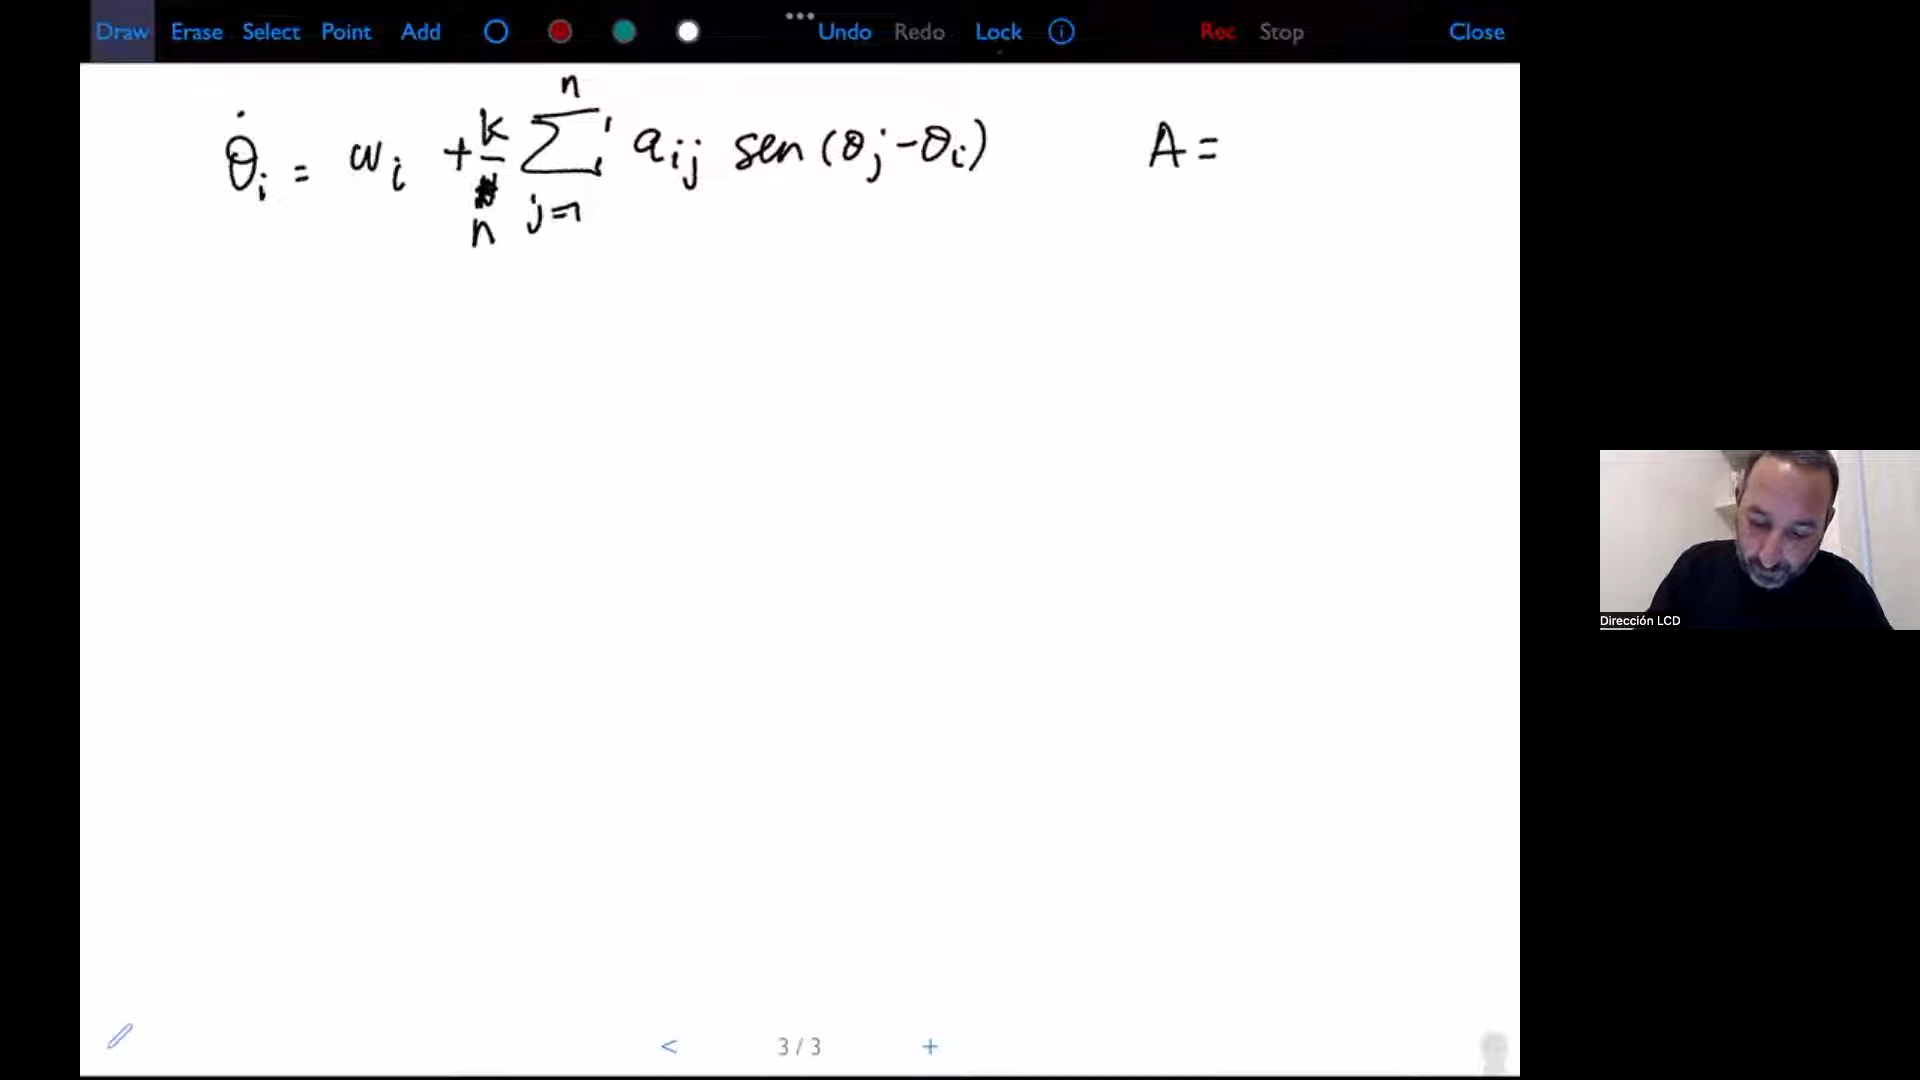 Draw Erase Select Point Add ••• Undo Redo Lock i Rec Stop Close
θ̇ᵢ = ωᵢ + k/n ∑ⱼ₌₁ⁿ aᵢⱼ sen(θⱼ-θᵢ) A =
Dirección LCD
< 3/3 +